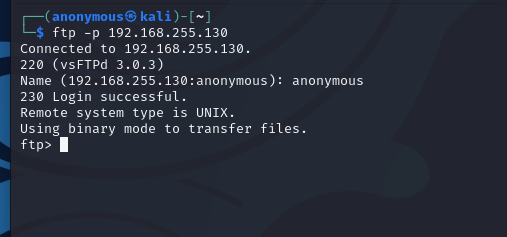 ┌──(anonymous㉿kali)-[~]
└─$ ftp -p 192.168.255.130
Connected to 192.168.255.130.
220 (vsFTPd 3.0.3)
Name (192.168.255.130:anonymous): anonymous
230 Login successful.
Remote system type is UNIX.
Using binary mode to transfer files.
ftp>